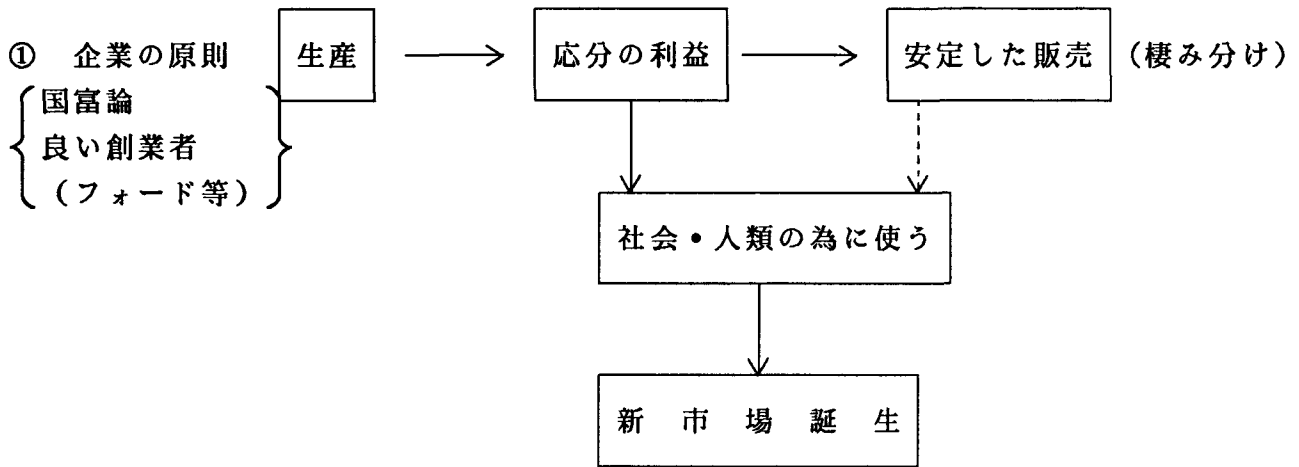 ① 企業の原則 生産 応分の利益 安定した販売 (棲み分け)
国富論
良い創業者
(フォード等)
社会・人類の為に使う
新市場誕生